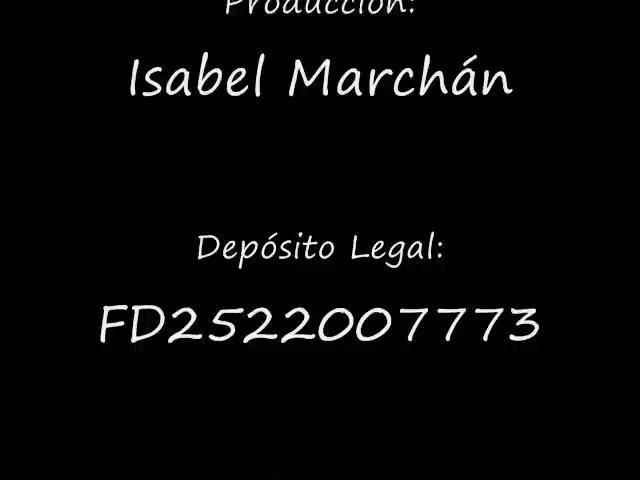 Producción:
Isabel Marchán
Depósito Legal:
FD2522007773